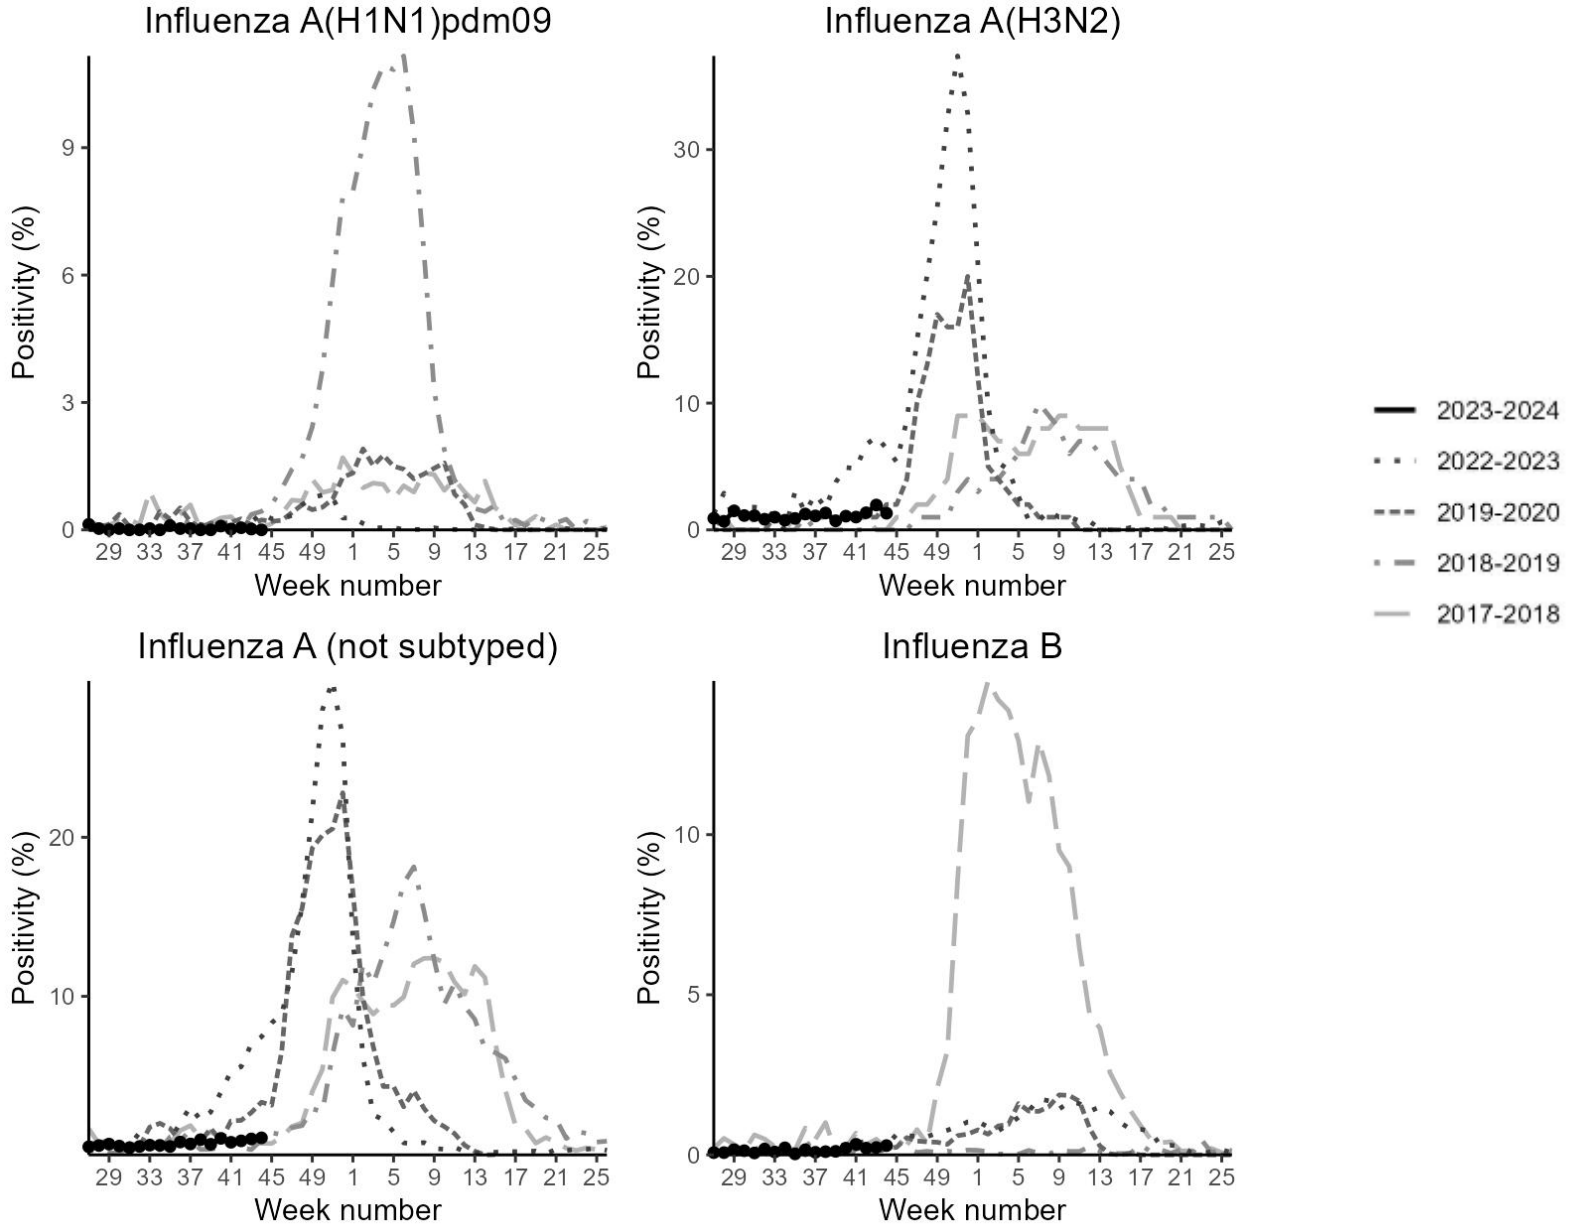 Influenza A(H1N1)pdm09
Positivity (%)
9
6
3
0
29 33 37 41 45 49 1 5 9 13 17 21 25
Week number
Influenza A(H3N2)
Positivity (%)
30
20
10
0
29 33 37 41 45 49 1 5 9 13 17 21 25
Week number
2023-2024
2022-2023
2019-2020
2018-2019
2017-2018
Influenza A (not subtyped)
Positivity (%)
20
10
29 33 37 41 45 49 1 5 9 13 17 21 25
Week number
Influenza B
Positivity (%)
10
5
0
29 33 37 41 45 49 1 5 9 13 17 21 25
Week number